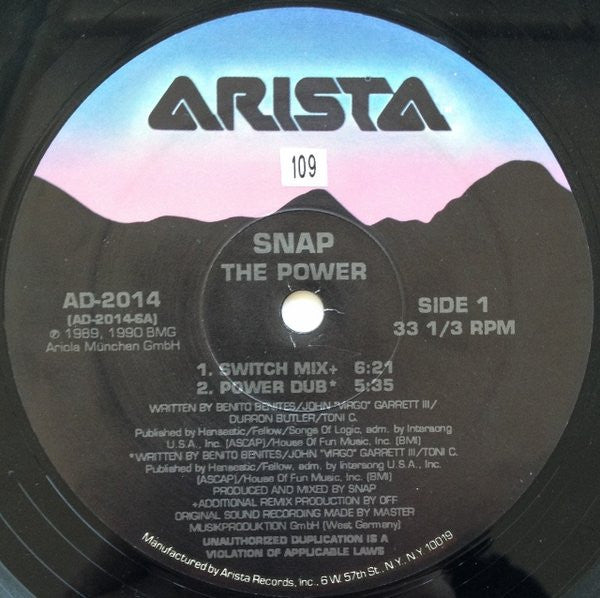 ARISTA
109
SNAP
THE POWER
AD-2014
(AD-2014-6A)
℗ 1989, 1990 BMG
Ariola München GmbH
SIDE 1
33 1/3 RPM
1. SWITCH MIX+ 6:21
2. POWER DUB* 5:35
WRITTEN BY BENITO BENITES/JOHN "VIRGO" GARRETT III/
DURRON BUTLER/TONI C.
Published by Hanseatic/Fellow/Songs Of Logic, adm. by Intersong
U.S.A., Inc. (ASCAP)/House Of Fun Music, Inc. (BMI)
*WRITTEN BY BENITO BENITES/JOHN "VIRGO" GARRETT III/TONI C.
Published by Hanseatic/Fellow, adm. by Intersong U.S.A., Inc.
(ASCAP)/House Of Fun Music, Inc. (BMI)
PRODUCED AND MIXED BY SNAP
+ADDITIONAL REMIX PRODUCTION BY OFF
ORIGINAL SOUND RECORDING MADE BY MASTER
MUSIKPRODUKTION GmbH (West Germany)
UNAUTHORIZED DUPLICATION IS A
VIOLATION OF APPLICABLE LAWS
Manufactured by Arista Records, Inc., 6 W. 57th St., N.Y., N.Y. 10019